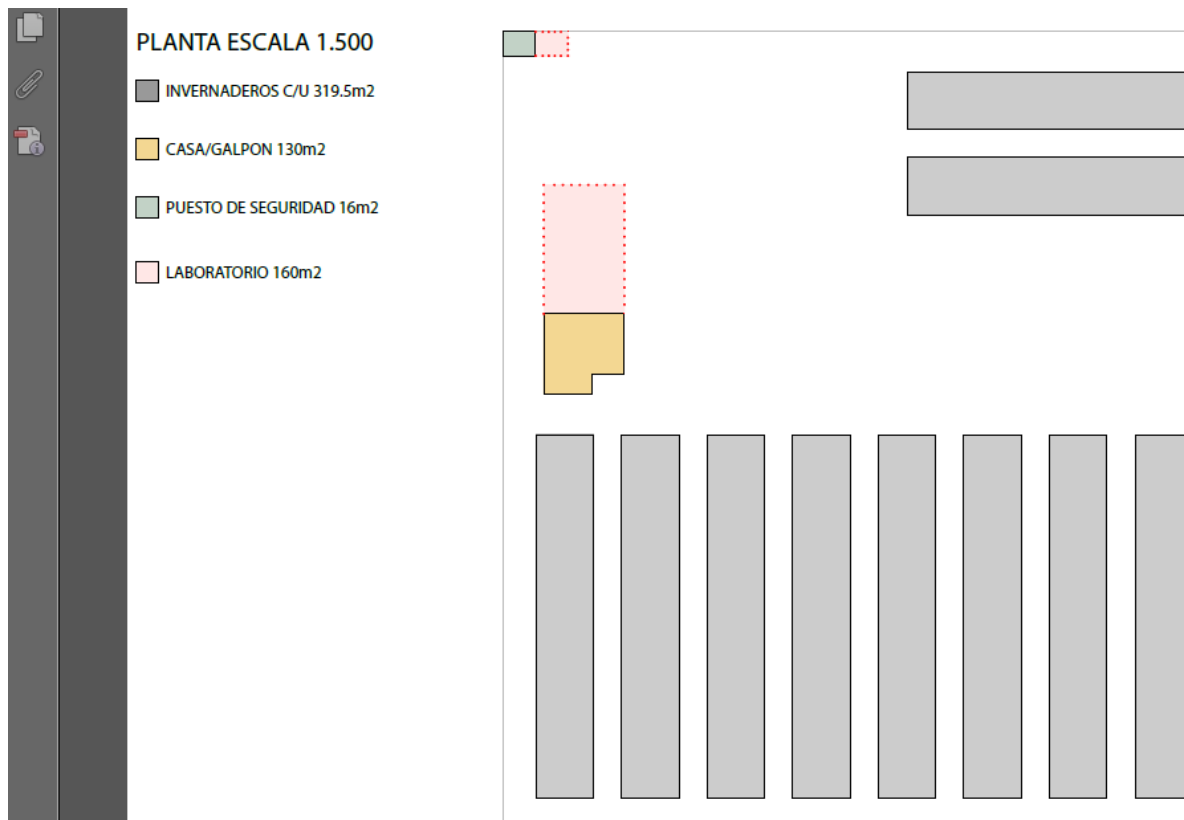 PLANTA ESCALA 1.500
INVERNADEROS C/U 319.5m2
CASA/GALPON 130m2
PUESTO DE SEGURIDAD 16m2
LABORATORIO 160m2